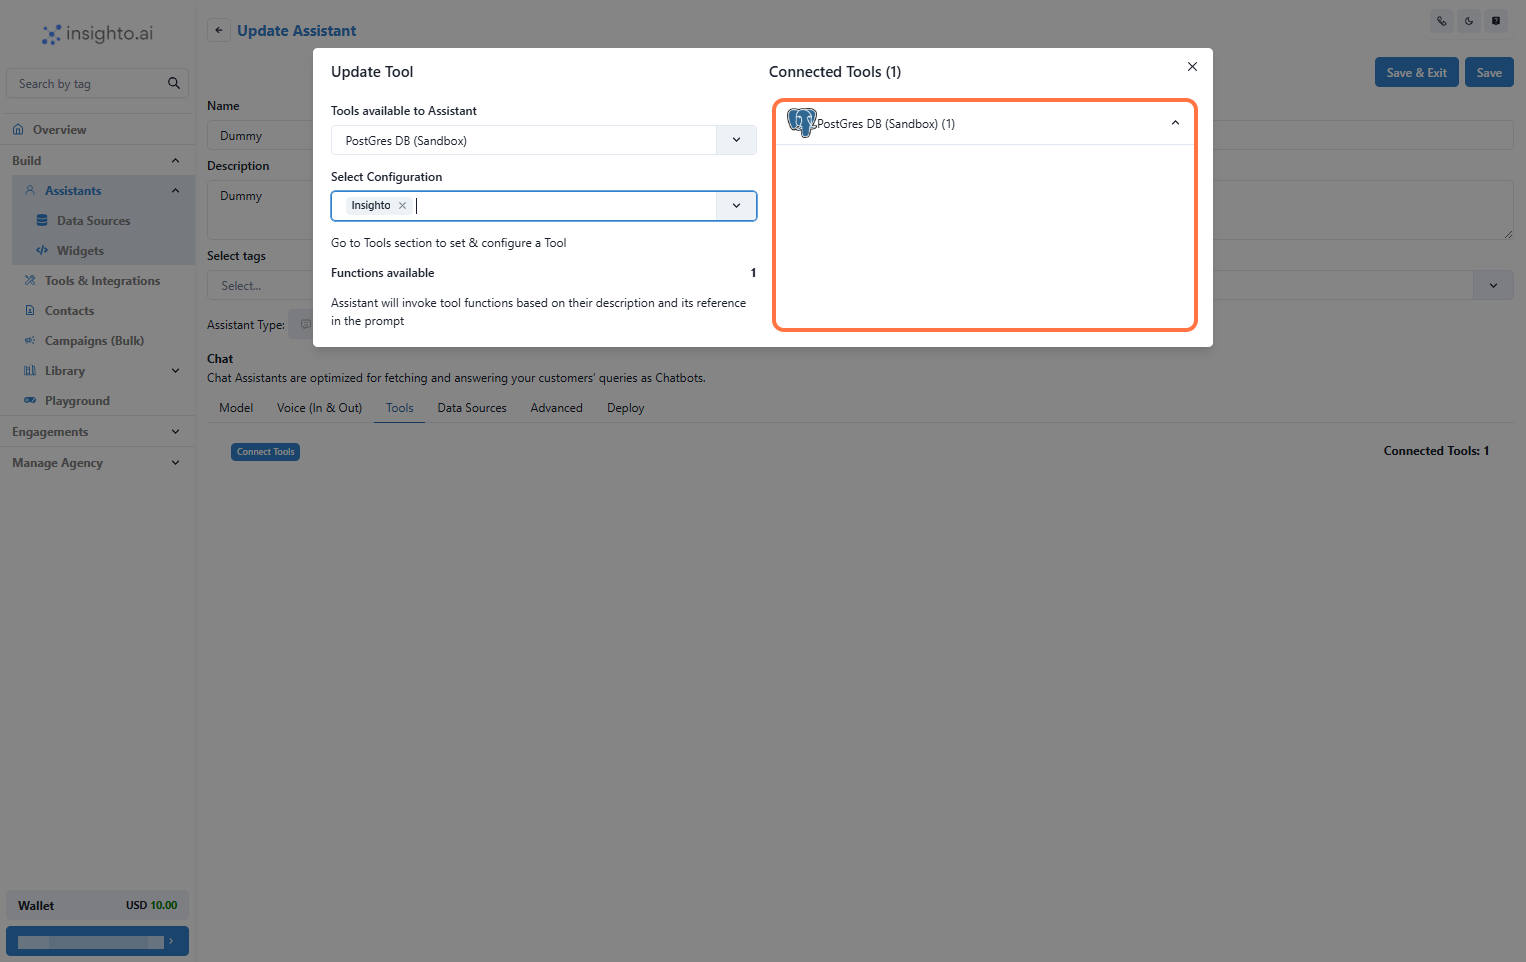 insighto.ai
Search by tag
Overview
Build
Assistants
Data Sources
Widgets
Tools & Integrations
Contacts
Campaigns (Bulk)
Library
Playground
Engagements
Manage Agency
Wallet USD 10.00
Update Assistant
Save & Exit Save
Name
Dummy
Description
Dummy
Select tags
Select...
Assistant Type:
Update Tool
Tools available to Assistant
PostGres DB (Sandbox)
Select Configuration
Insighto
Go to Tools section to set & configure a Tool
Functions available 1
Assistant will invoke tool functions based on their description and its reference
in the prompt
Connected Tools (1)
PostGres DB (Sandbox) (1)
Chat
Chat Assistants are optimized for fetching and answering your customers' queries as Chatbots.
Model Voice (In & Out) Tools Data Sources Advanced Deploy
Connect Tools Connected Tools: 1